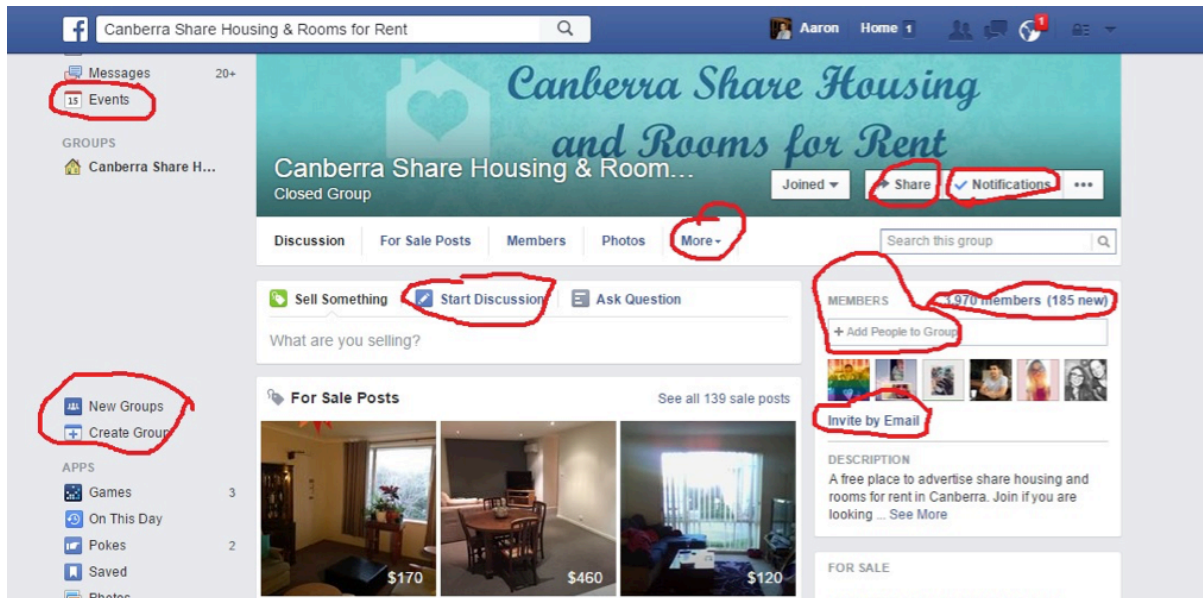 Canberra Share Housing & Rooms for Rent
Aaron
Home 1
1
Messages 20+
15 Events
GROUPS
Canberra Share H...
Canberra Share Housing
and Rooms for Rent
Canberra Share Housing & Room...
Closed Group
Joined
Share
Notifications
Discussion
For Sale Posts
Members
Photos
More
Search this group
Sell Something
Start Discussion
Ask Question
What are you selling?
MEMBERS
3,970 members (185 new)
+ Add People to Group
Invite by Email
DESCRIPTION
A free place to advertise share housing and
rooms for rent in Canberra. Join if you are
looking ... See More
FOR SALE
For Sale Posts
See all 139 sale posts
$170
$460
$120
New Groups
Create Group
APPS
Games 3
On This Day
Pokes 2
Saved
Photos